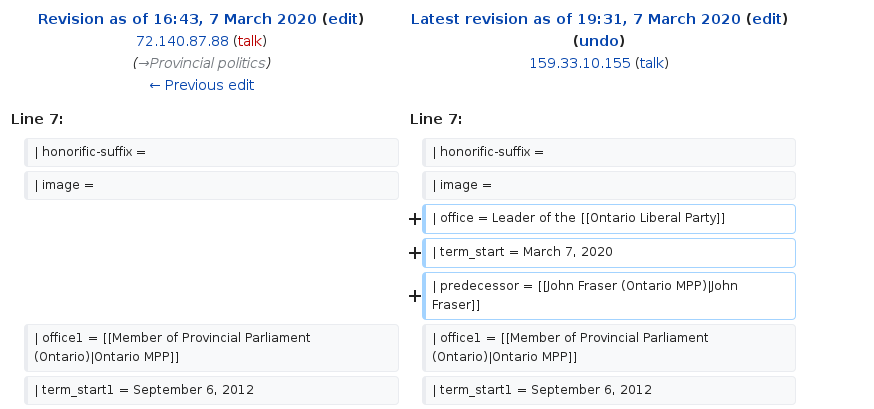 Revision as of 16:43, 7 March 2020 (edit)
72.140.87.88 (talk)
(→Provincial politics)
← Previous edit
Latest revision as of 19:31, 7 March 2020 (edit)
(undo)
159.33.10.155 (talk)
Line 7:
Line 7:
| honorific-suffix =
| honorific-suffix =
| image =
| image =
+ | office = Leader of the [[Ontario Liberal Party]]
+ | term_start = March 7, 2020
+ | predecessor = [[John Fraser (Ontario MPP)|John
Fraser]]
| office1 = [[Member of Provincial Parliament
(Ontario)|Ontario MPP]]
| office1 = [[Member of Provincial Parliament
(Ontario)|Ontario MPP]]
| term_start1 = September 6, 2012
| term_start1 = September 6, 2012